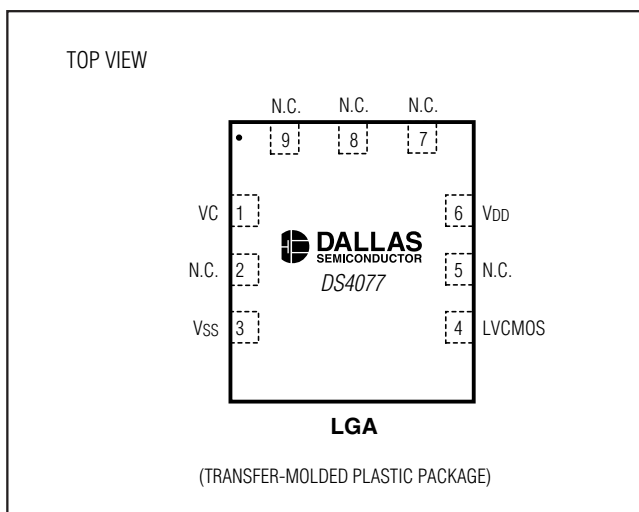 TOP VIEW
N.C. N.C. N.C.
9 8 7
VC 1 6 VDD
DALLAS
SEMICONDUCTOR
N.C. 2 DS4077 5 N.C.
VSS 3 4 LVCMOS
LGA
(TRANSFER-MOLDED PLASTIC PACKAGE)